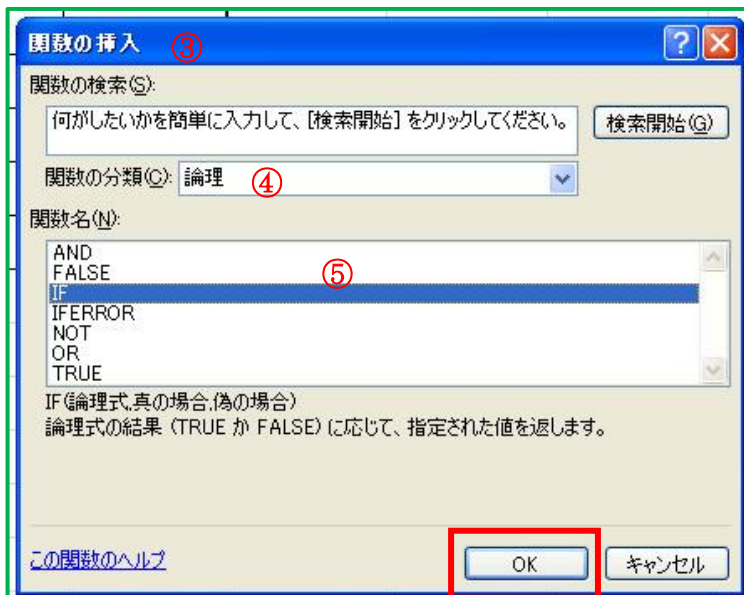 関数の挿入 ③
関数の検索(S):
何がしたいかを簡単に入力して、[検索開始] をクリックしてください。
検索開始(G)
関数の分類(C): 論理 ④
関数名(N):
AND
FALSE ⑤
IF
IFERROR
NOT
OR
TRUE
IF(論理式,真の場合,偽の場合)
論理式の結果 (TRUE か FALSE) に応じて、指定された値を返します。
この関数のヘルプ
OK
キャンセル